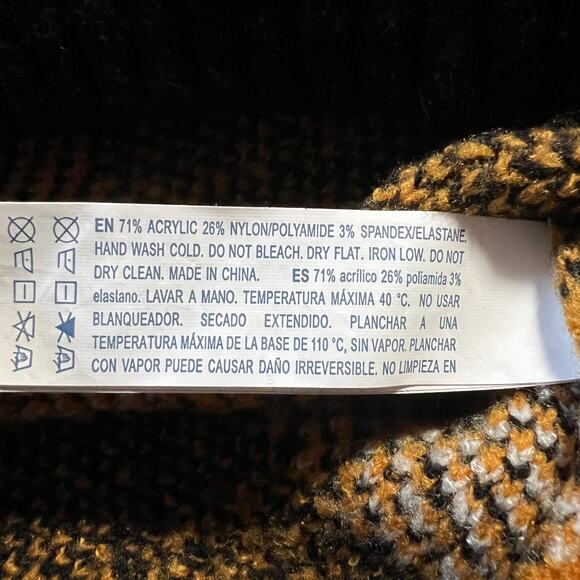 EN 71% ACRYLIC 26% NYLON/POLYAMIDE 3% SPANDEX/ELASTANE.
HAND WASH COLD. DO NOT BLEACH. DRY FLAT. IRON LOW. DO NOT
DRY CLEAN. MADE IN CHINA. ES 71% acrílico 26% poliamida 3%
elastano. LAVAR A MANO. TEMPERATURA MÁXIMA 40 °C. NO USAR
BLANQUEADOR. SECADO EXTENDIDO. PLANCHAR A UNA
TEMPERATURA MÁXIMA DE LA BASE DE 110 °C, SIN VAPOR. PLANCHAR
CON VAPOR PUEDE CAUSAR DAÑO IRREVERSIBLE. NO LIMPIEZA EN